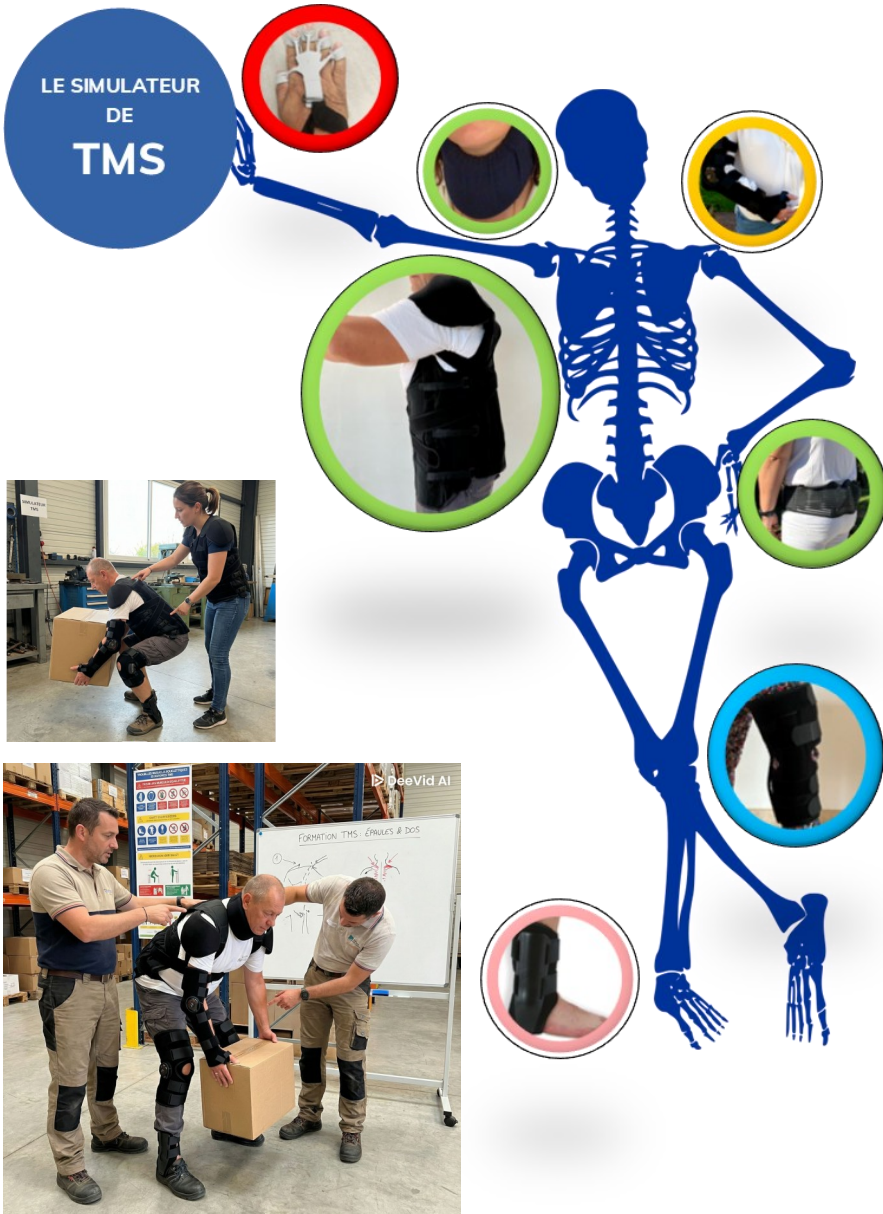 LE SIMULATEUR
DE
TMS
SIMULATEUR
TMS
DeeVid AI
FORMATION TMS: ÉPAULES & DOS